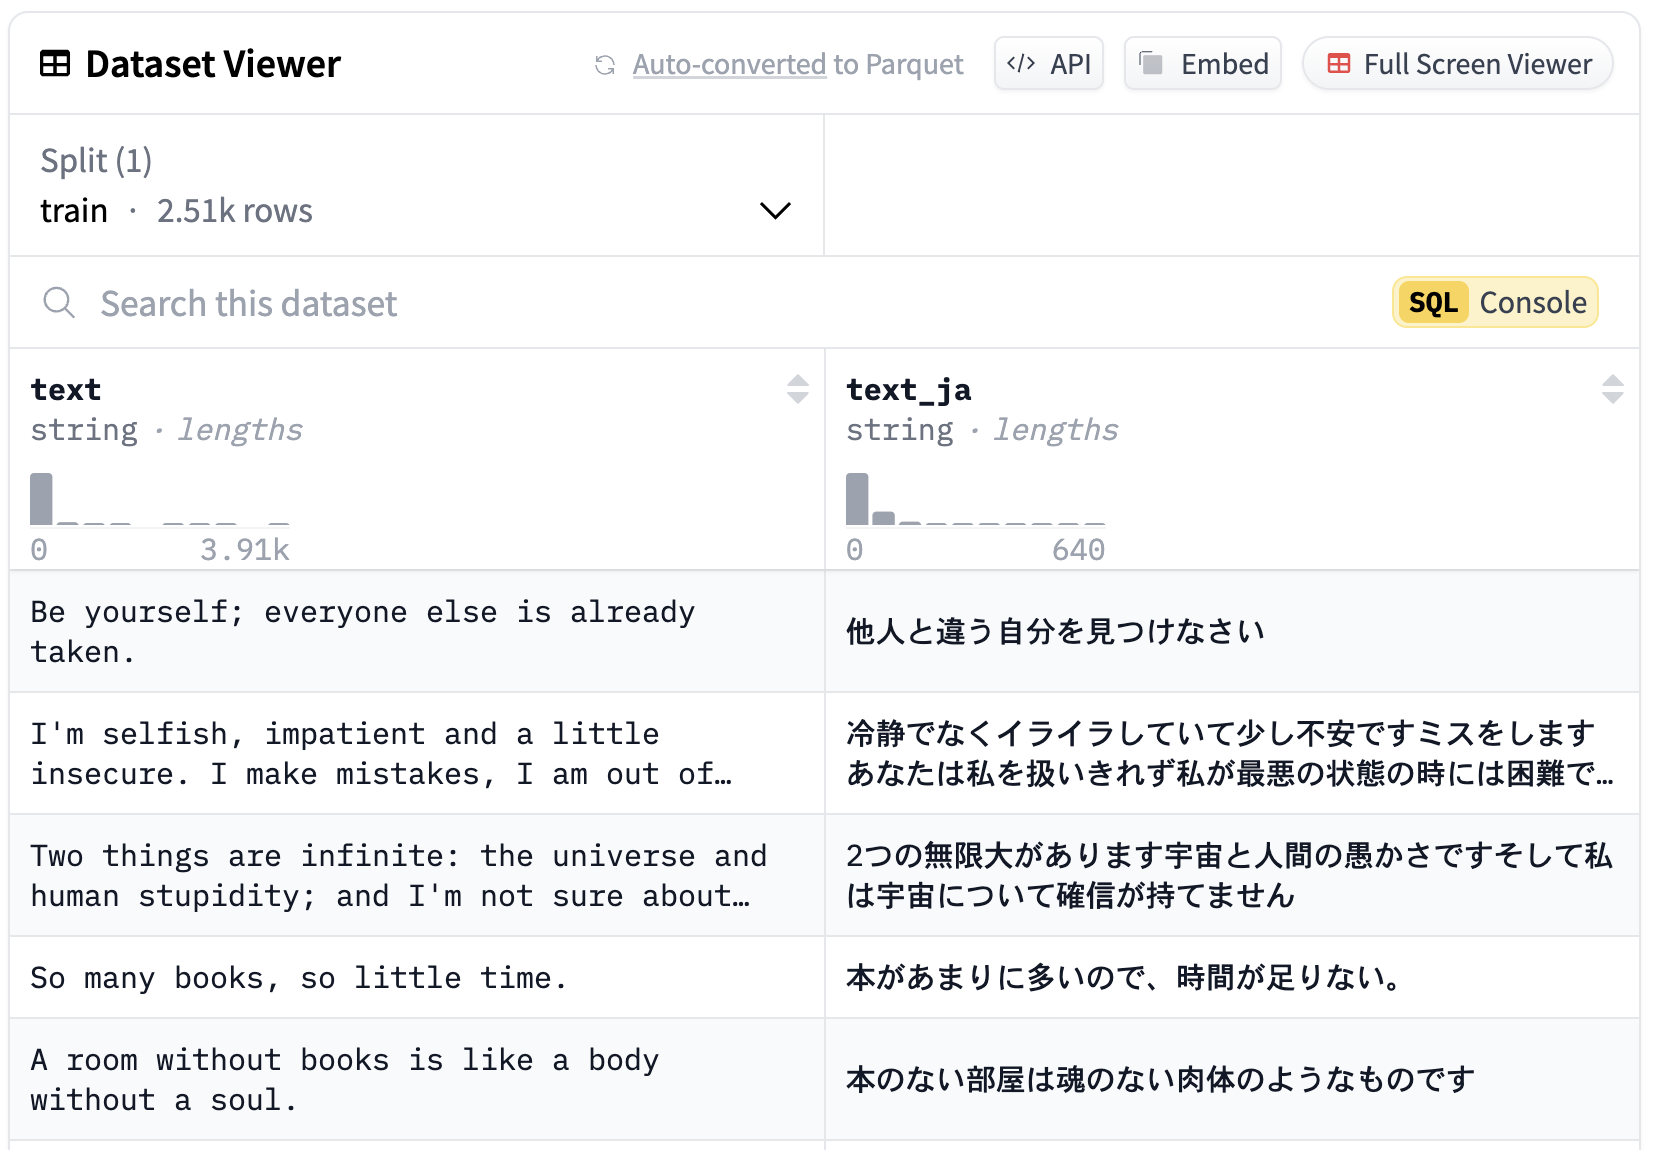 Dataset Viewer
Auto-converted to Parquet
</> API
Embed
Full Screen Viewer
Split (1)
train · 2.51k rows
Search this dataset
SQL Console
text
string · lengths
0 3.91k
text_ja
string · lengths
0 640
Be yourself; everyone else is already
taken.
他人と違う自分を見つけなさい
I'm selfish, impatient and a little
insecure. I make mistakes, I am out of…
冷静でなくイライラしていて少し不安ですミスをします
あなたは私を扱いきれず私が最悪の状態の時には困難で…
Two things are infinite: the universe and
human stupidity; and I'm not sure about…
2つの無限大があります宇宙と人間の愚かさですそして私
は宇宙について確信が持てません
So many books, so little time.
本があまりに多いので、時間が足りない。
A room without books is like a body
without a soul.
本のない部屋は魂のない肉体のようなものです